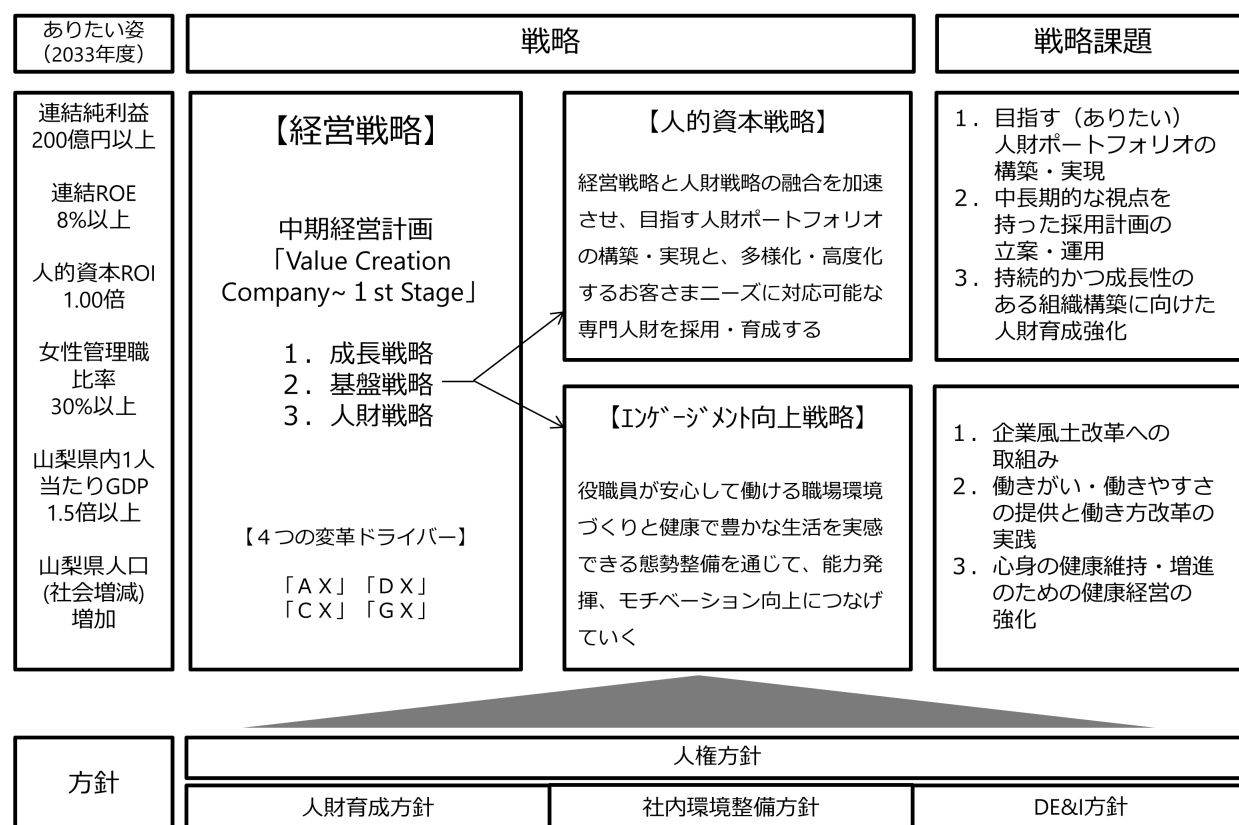 ありたい姿
（2033年度）
戦略
戦略課題
連結純利益
200億円以上
連結ROE
8%以上
人的資本ROI
1.00倍
女性管理職
比率
30%以上
山梨県内1人
当たりGDP
1.5倍以上
山梨県人口
(社会増減)
増加
【経営戦略】
中期経営計画
「Value Creation
Company~１st Stage」
１．成長戦略
２．基盤戦略
３．人財戦略
【４つの変革ドライバー】
「ＡＸ」「ＤＸ」
「ＣＸ」「ＧＸ」
【人的資本戦略】
経営戦略と人財戦略の融合を加速
させ、目指す人財ポートフォリオ
の構築・実現と、多様化・高度化
するお客さまニーズに対応可能な
専門人財を採用・育成する
【ｴﾝｹﾞｰｼﾞﾒﾝﾄ向上戦略】
役職員が安心して働ける職場環境
づくりと健康で豊かな生活を実感
できる態勢整備を通じて、能力発
揮、モチベーション向上につなげ
ていく
１．目指す（ありたい）
人財ポートフォリオの
構築・実現
２．中長期的な視点を
持った採用計画の
立案・運用
３．持続的かつ成長性の
ある組織構築に向けた
人財育成強化
１．企業風土改革への
取組み
２．働きがい・働きやすさ
の提供と働き方改革の
実践
３．心身の健康維持・増進
のための健康経営の
強化
方針
人権方針
人財育成方針
社内環境整備方針
DE&I方針